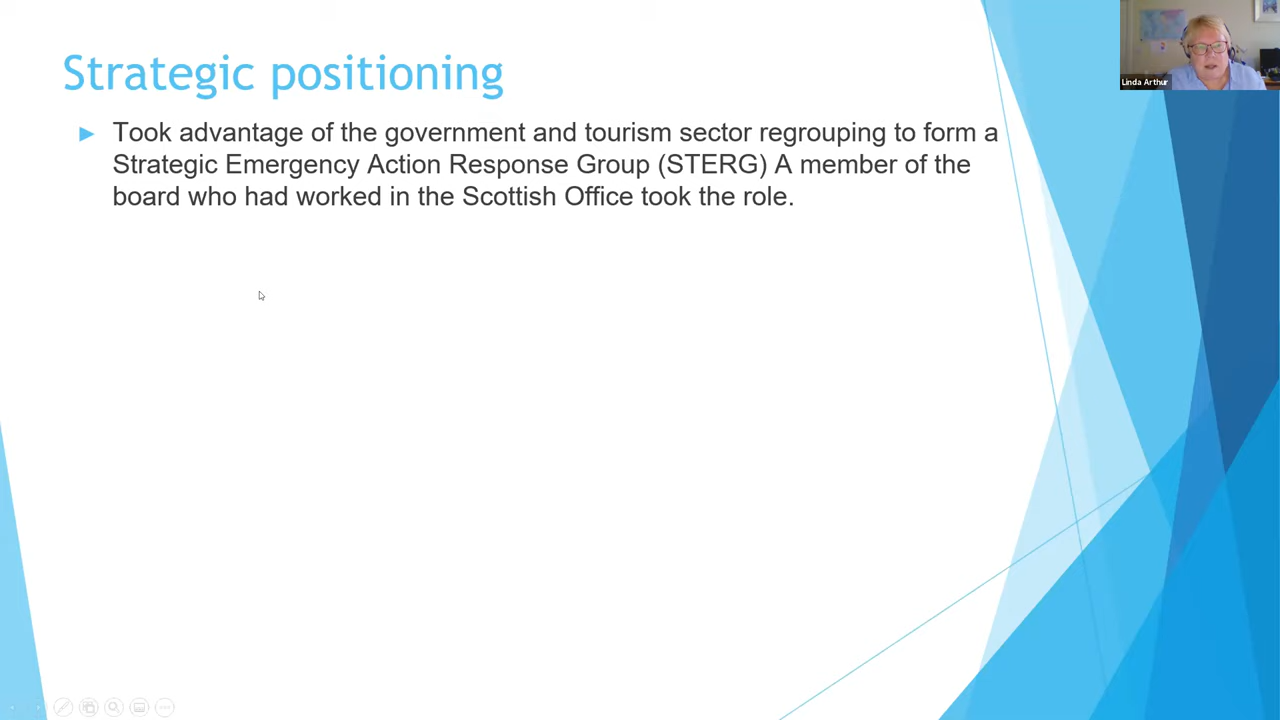 Strategic positioning
Took advantage of the government and tourism sector regrouping to form a
Strategic Emergency Action Response Group (STERG) A member of the
board who had worked in the Scottish Office took the role.
Linda Arthur